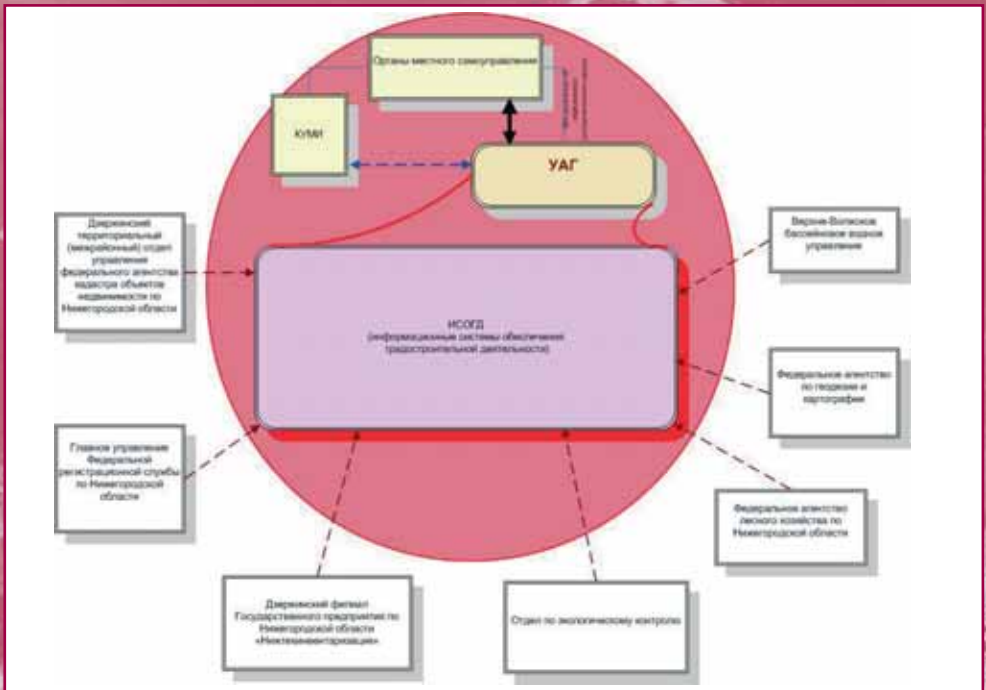 Органы местного самоуправления
КУМИ
УАГ
Дзержинский
территориальный
(межрайонный) отдел
управления
федерального агентства
кадастра объектов
недвижимости по
Нижегородской области
Верхне-Волжское
бассейновое водное
управление
ИСОГД
(информационные системы обеспечения
градостроительной деятельности)
Федеральное агентство
по геодезии и
картографии
Главное управление
Федеральной
регистрационной службы
по Нижегородской
области
Федеральное агентство
лесного хозяйства по
Нижегородской области
Дзержинский филиал
Государственного предприятия по
Нижегородской области
«Нижтехинвентаризация»
Отдел по экологическому контролю